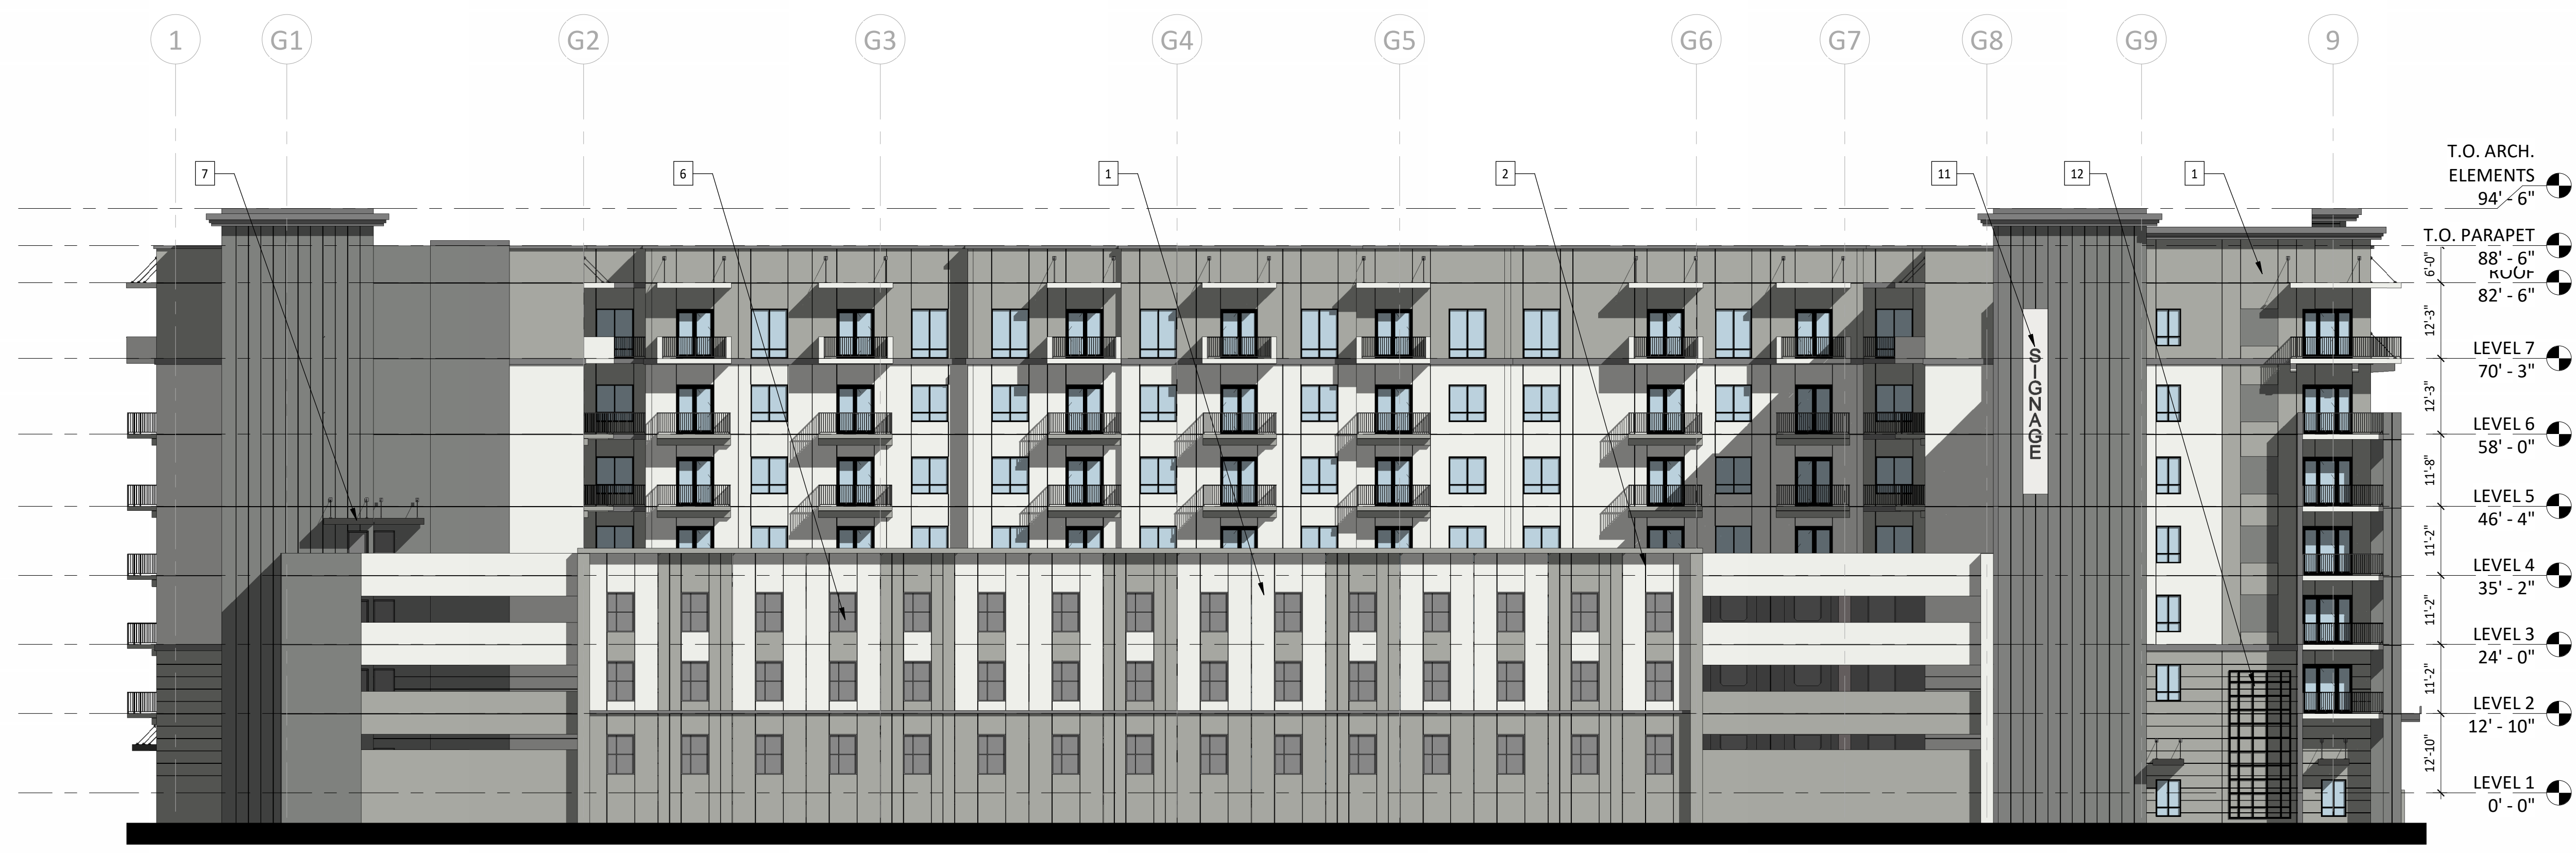 1 G1 G2 G3 G4 G5 G6 G7 G8 G9 9
T.O. ARCH.
ELEMENTS
94' - 6"
7 6 1 2 11 12 1
T.O. PARAPET
88' - 6"
6'-0"
ROOF
82' - 6"
12'-3"
LEVEL 7
70' - 3"
SIGNAGE
12'-3"
LEVEL 6
58' - 0"
11'-8"
LEVEL 5
46' - 4"
11'-2"
LEVEL 4
35' - 2"
11'-2"
LEVEL 3
24' - 0"
11'-2"
LEVEL 2
12' - 10"
12'-10"
LEVEL 1
0' - 0"